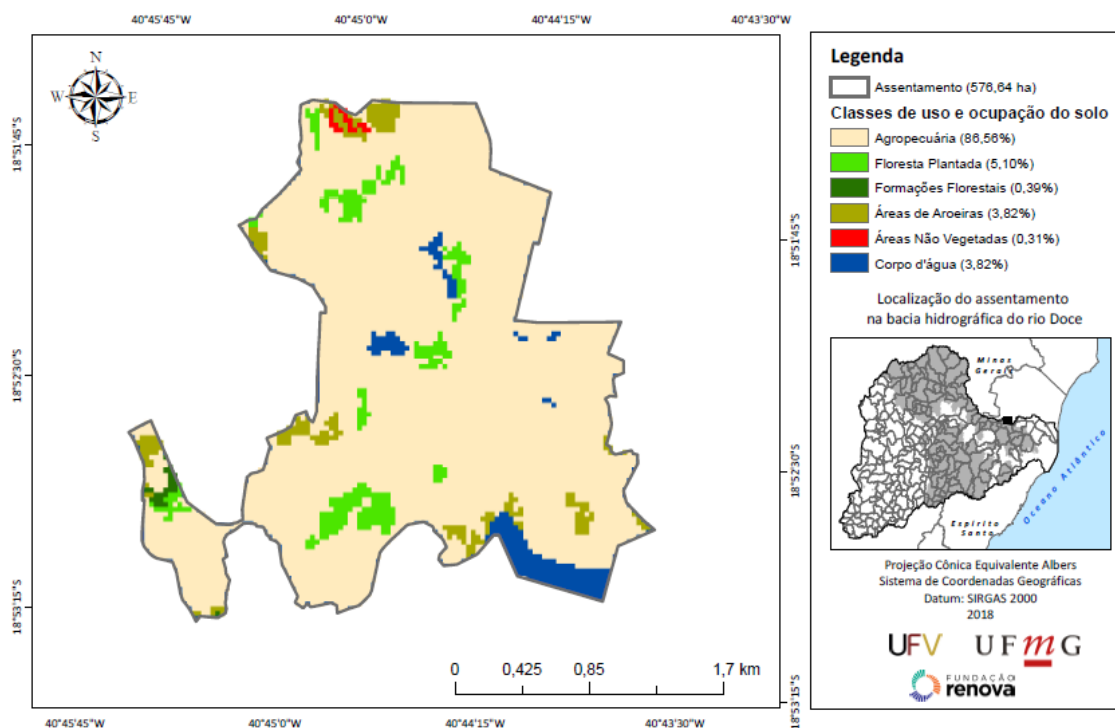 40°45'45"W
40°45'0"W
40°44'15"W
40°43'30"W
N
W
E
S
18°51'45"S
18°52'30"S
18°53'15"S
18°51'45"S
18°52'30"S
18°53'15"S
0
0,425
0,85
1,7 km
40°45'45"W
40°45'0"W
40°44'15"W
40°43'30"W
Legenda
Assentamento (576,64 ha)
Classes de uso e ocupação do solo
Agropecuária (86,56%)
Floresta Plantada (5,10%)
Formações Florestais (0,39%)
Áreas de Aroeiras (3,82%)
Áreas Não Vegetadas (0,31%)
Corpo d'água (3,82%)
Localização do assentamento
na bacia hidrográfica do rio Doce
Minas
Gerais
Oceano Atlântico
Espírito
Santo
Projeção Cônica Equivalente Albers
Sistema de Coordenadas Geográficas
Datum: SIRGAS 2000
2018
UFV
UFmG
FUNDAÇÃO
renova